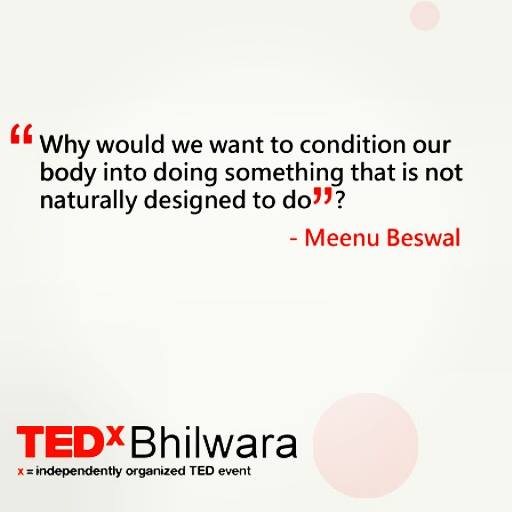 “Why would we want to condition our
body into doing something that is not
naturally designed to do”?
- Meenu Beswal
TEDx Bhilwara
x = independently organized TED event